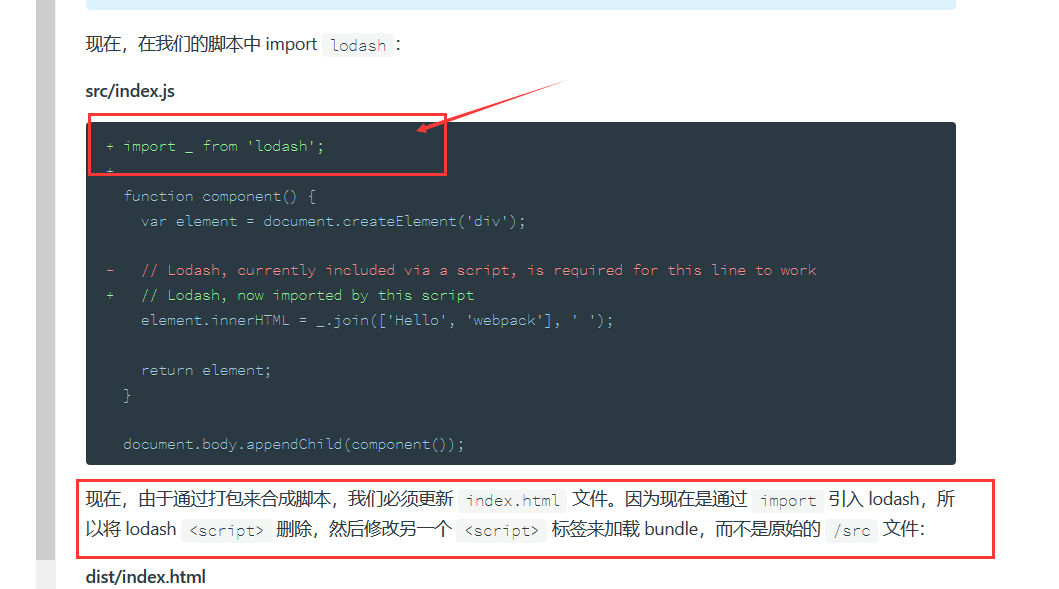 现在，在我们的脚本中 import lodash：
src/index.js
+ import _ from 'lodash';
+
function component() {
var element = document.createElement('div');
-   // Lodash, currently included via a script, is required for this line to work
+   // Lodash, now imported by this script
element.innerHTML = _.join(['Hello', 'webpack'], ' ');
return element;
}
document.body.appendChild(component());
现在，由于通过打包来合成脚本，我们必须更新 index.html 文件。因为现在是通过 import 引入 lodash，所
以将 lodash <script> 删除，然后修改另一个 <script> 标签来加载 bundle，而不是原始的 /src 文件：
dist/index.html